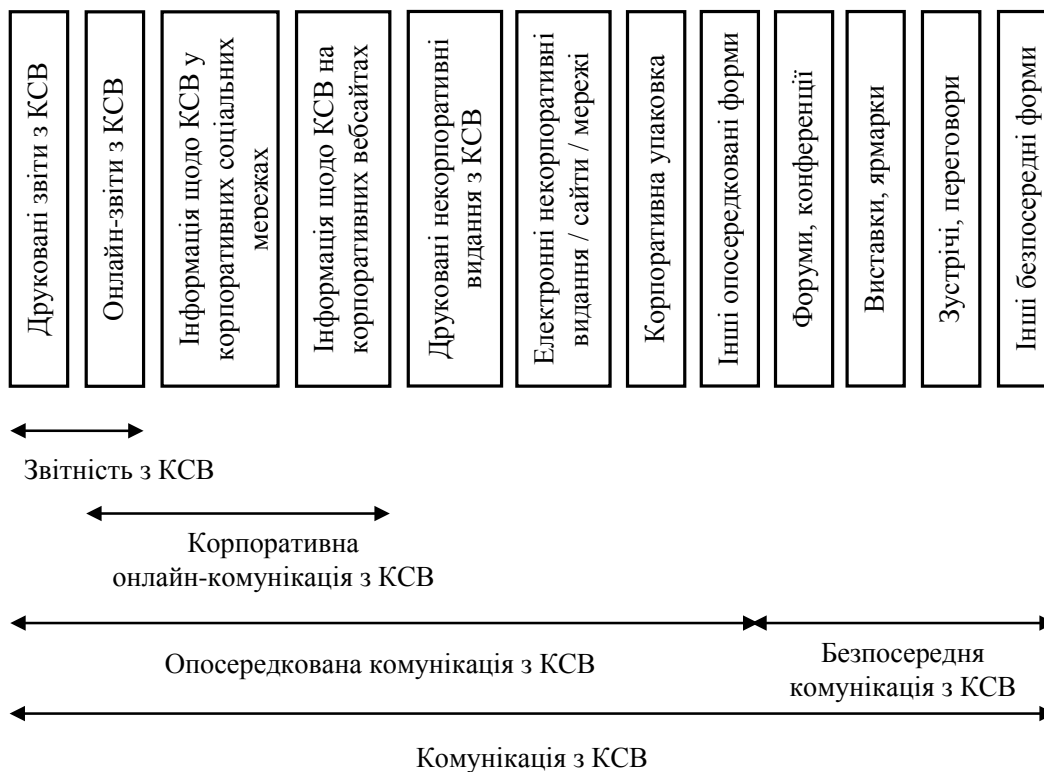 Друковані звіти з КСВ
Онлайн-звіти з КСВ
Інформація щодо КСВ у
корпоративних соціальних
мережах
Інформація щодо КСВ на
корпоративних вебсайтах
Друковані некорпоративні
видання з КСВ
Електронні некорпоративні
видання / сайти / мережі
Корпоративна упаковка
Інші опосередковані форми
Форуми, конференції
Виставки, ярмарки
Зустрічі, переговори
Інші безпосередні форми
Звітність з КСВ
Корпоративна
онлайн-комунікація з КСВ
Опосередкована комунікація з КСВ
Безпосередня
комунікація з КСВ
Комунікація з КСВ